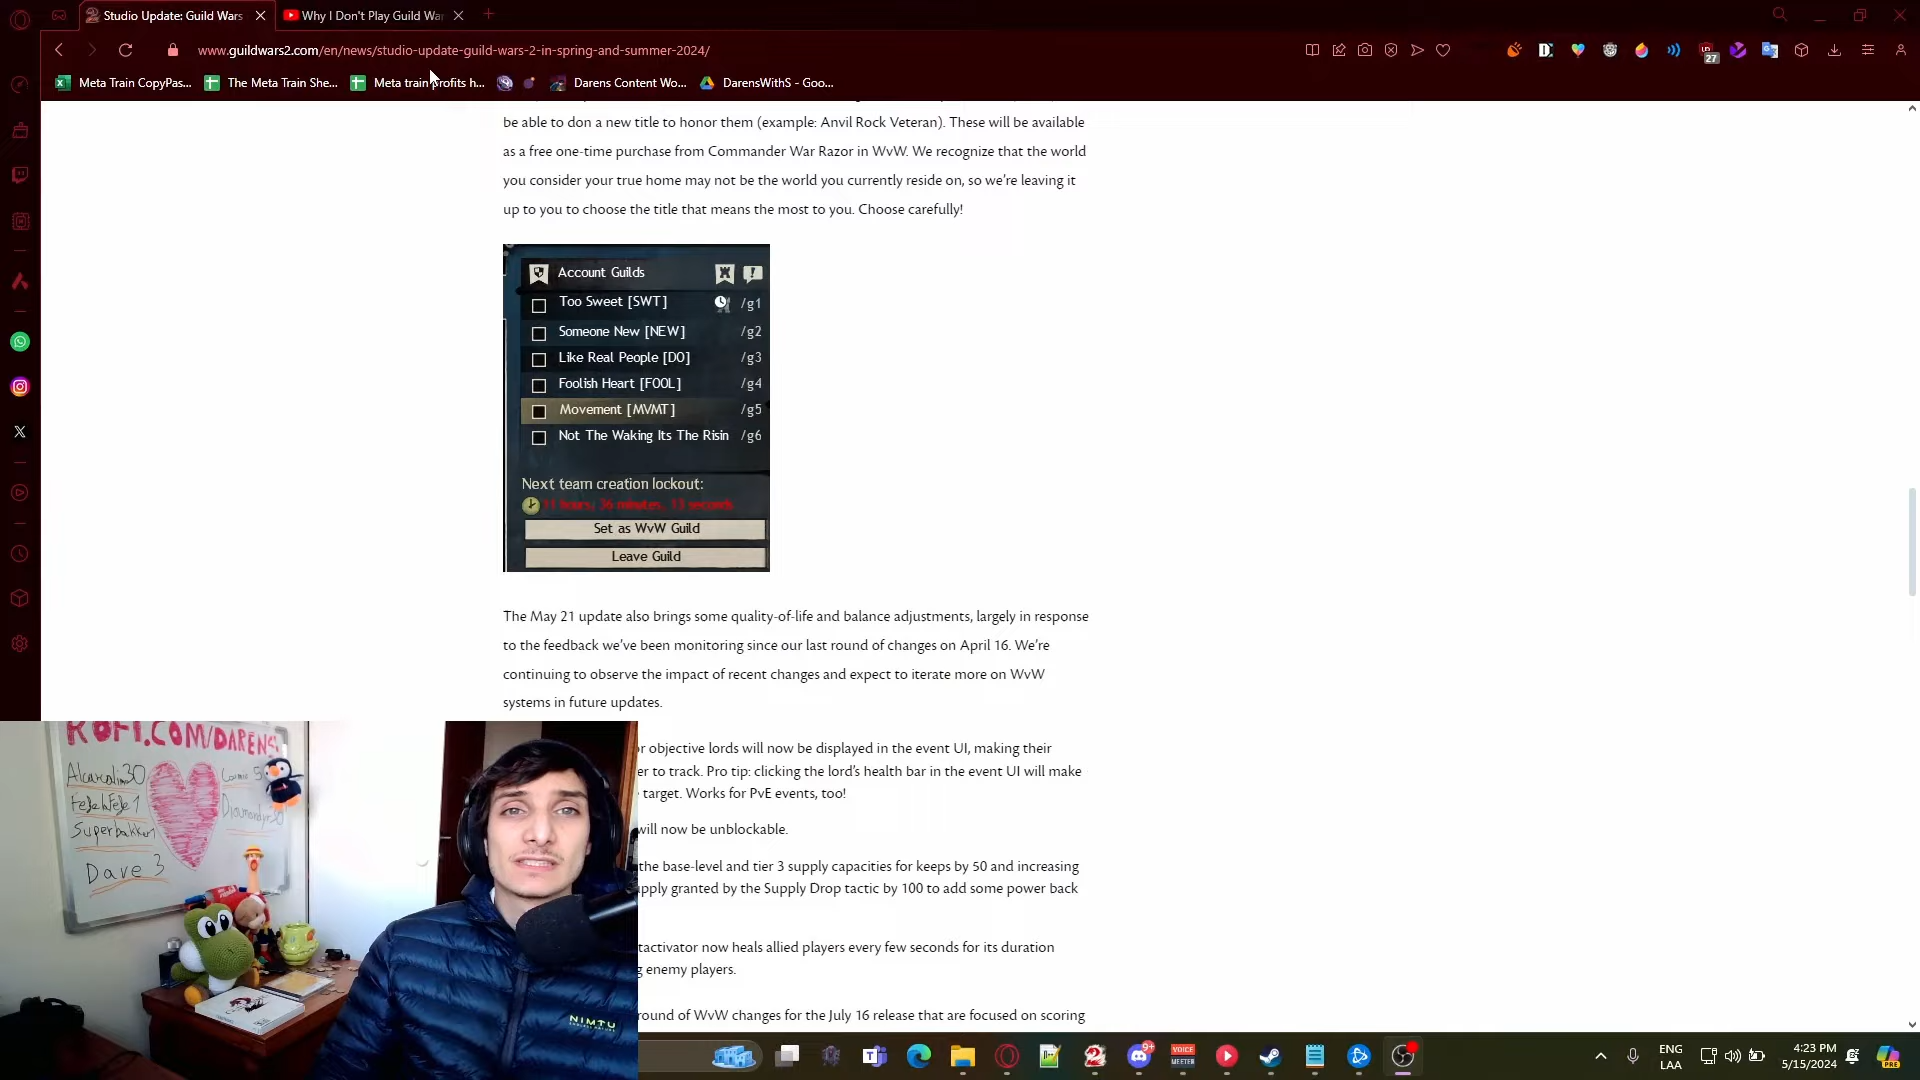 Studio Update: Guild Wars
Why I Don't Play Guild War
www.guildwars2.com/en/news/studio-update-guild-wars-2-in-spring-and-summer-2024/
27
Meta Train CopyPas...
The Meta Train She...
Meta train profits h...
Darens Content Wo...
DarensWithS - Goo...
be able to don a new title to honor them (example: Anvil Rock Veteran). These will be available
as a free one-time purchase from Commander War Razor in WvW. We recognize that the world
you consider your true home may not be the world you currently reside on, so we're leaving it
up to you to choose the title that means the most to you. Choose carefully!
Account Guilds
Too Sweet [SWT] /g1
Someone New [NEW] /g2
Like Real People [DO] /g3
Foolish Heart [FOOL] /g4
Movement [MVMT] /g5
Not The Waking Its The Risin /g6
Next team creation lockout:
11 hours, 36 minutes, 13 seconds
Set as WvW Guild
Leave Guild
The May 21 update also brings some quality-of-life and balance adjustments, largely in response
to the feedback we've been monitoring since our last round of changes on April 16. We're
continuing to observe the impact of recent changes and expect to iterate more on WvW
systems in future updates.
or objective lords will now be displayed in the event UI, making their
er to track. Pro tip: clicking the lord's health bar in the event UI will make
target. Works for PvE events, too!
will now be unblockable.
the base-level and tier 3 supply capacities for keeps by 50 and increasing
upply granted by the Supply Drop tactic by 100 to add some power back
tactivator now heals allied players every few seconds for its duration
g enemy players.
round of WvW changes for the July 16 release that are focused on scoring
KOFI.COM/DARENS
Superbakker1
Dave 3
NIMTU
9+
VOICE
MEETER
ENG
LAA
4:23 PM
5/15/2024
PRE